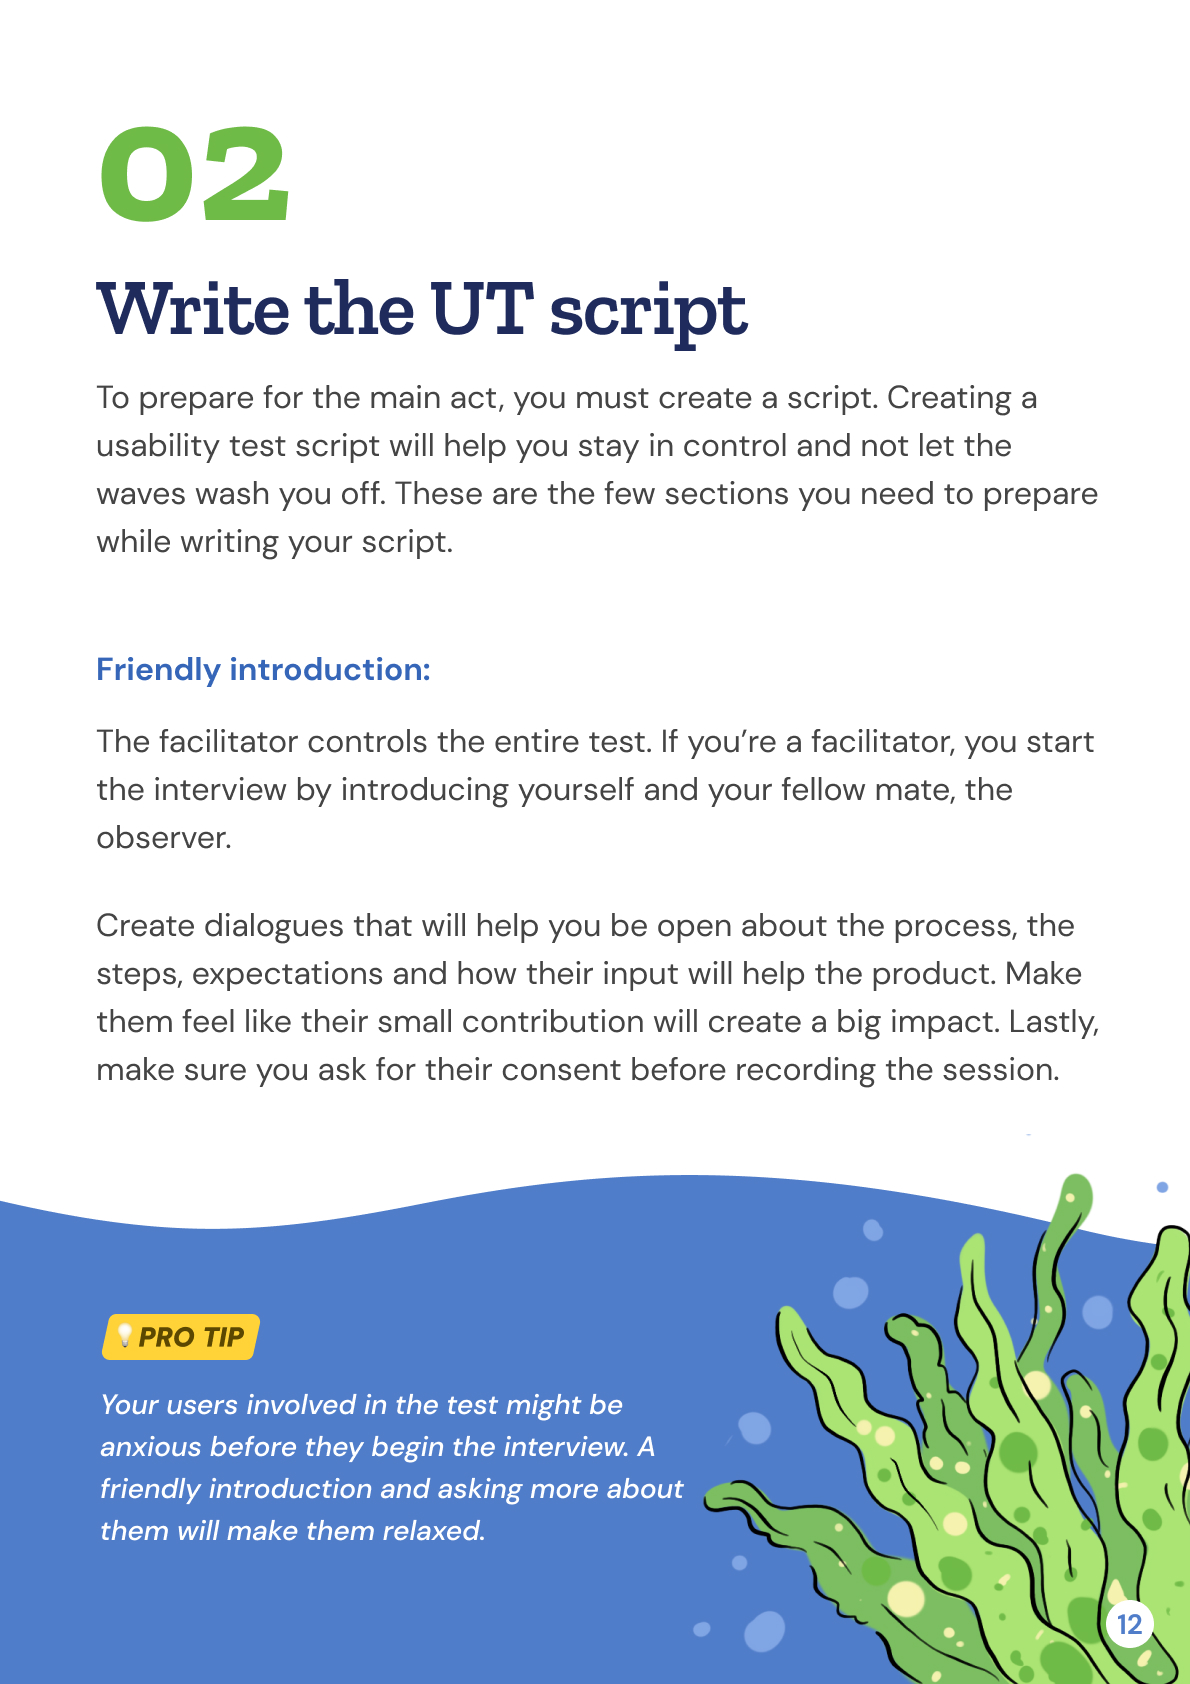 02
Write the UT script
To prepare for the main act, you must create a script. Creating a
usability test script will help you stay in control and not let the
waves wash you off. These are the few sections you need to prepare
while writing your script.
Friendly introduction:
The facilitator controls the entire test. If you’re a facilitator, you start
the interview by introducing yourself and your fellow mate, the
observer.
Create dialogues that will help you be open about the process, the
steps, expectations and how their input will help the product. Make
them feel like their small contribution will create a big impact. Lastly,
make sure you ask for their consent before recording the session.
💡PRO TIP
Your users involved in the test might be
anxious before they begin the interview. A
friendly introduction and asking more about
them will make them relaxed.
12